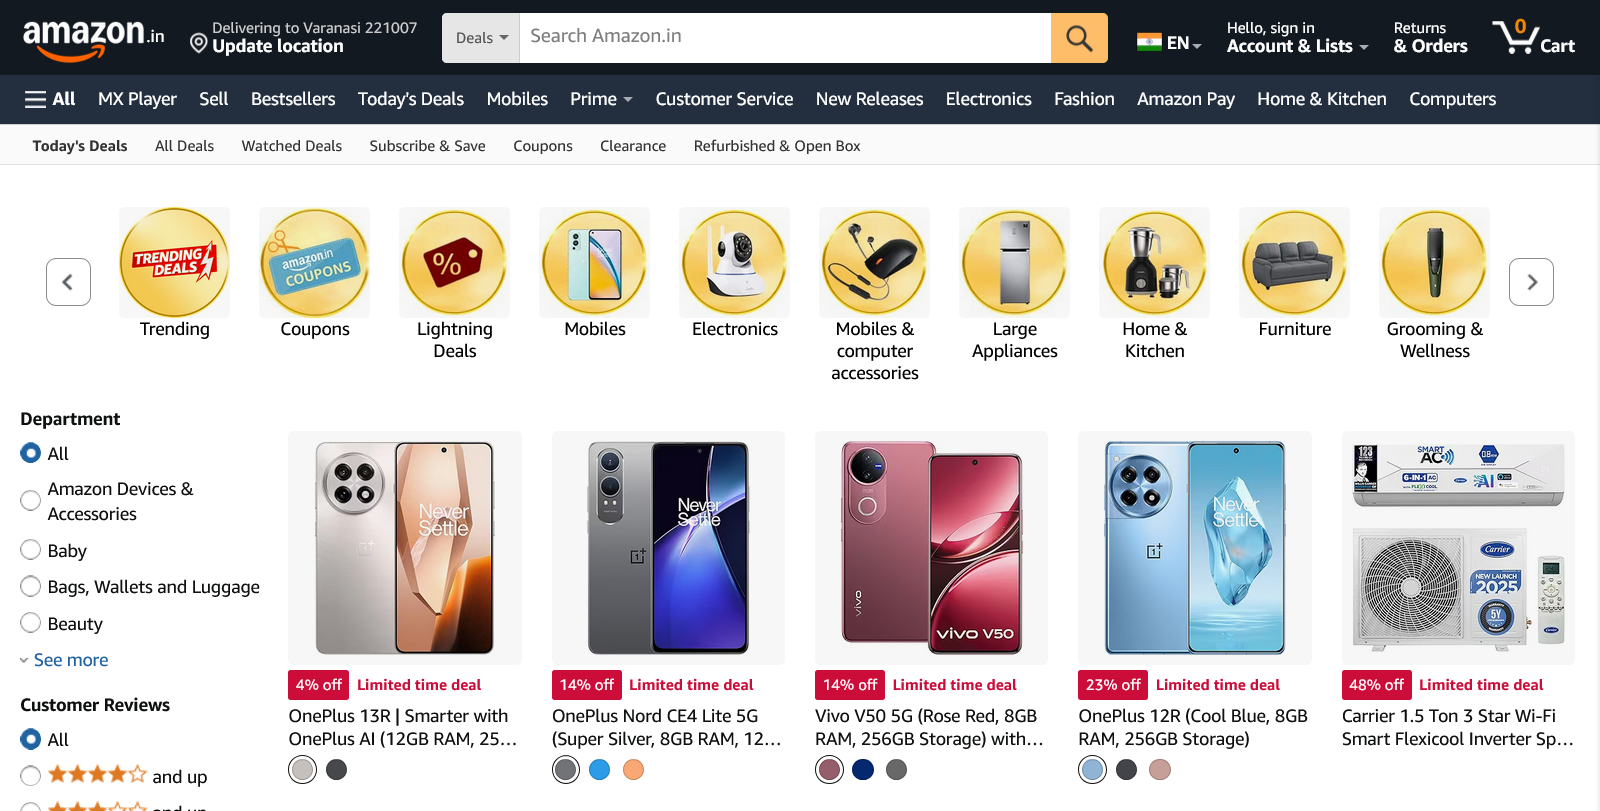 amazon.in
Delivering to Varanasi 221007
Update location
Deals
Search Amazon.in
EN
Hello, sign in
Account & Lists
Returns
& Orders
0
Cart
All
MX Player
Sell
Bestsellers
Today's Deals
Mobiles
Prime
Customer Service
New Releases
Electronics
Fashion
Amazon Pay
Home & Kitchen
Computers
Today's Deals
All Deals
Watched Deals
Subscribe & Save
Coupons
Clearance
Refurbished & Open Box
TRENDING
DEALS
Trending
amazon.in
COUPONS
Coupons
%
Lightning
Deals
Mobiles
Electronics
Mobiles &
computer
accessories
Large
Appliances
Home &
Kitchen
Furniture
Grooming &
Wellness
Department
All
Amazon Devices &
Accessories
Baby
Bags, Wallets and Luggage
Beauty
See more
Customer Reviews
All
and up
and up
Never
Settle
4% off
Limited time deal
OnePlus 13R | Smarter with
OnePlus AI (12GB RAM, 25...
Never
Settle
14% off
Limited time deal
OnePlus Nord CE4 Lite 5G
(Super Silver, 8GB RAM, 12...
vivo
vivo V50
14% off
Limited time deal
Vivo V50 5G (Rose Red, 8GB
RAM, 256GB Storage) with...
Never
Settle
23% off
Limited time deal
OnePlus 12R (Cool Blue, 8GB
RAM, 256GB Storage)
SMART
AC
6-IN-1 AC
AI
Carrier
NEW LAUNCH
2025
5Y
48% off
Limited time deal
Carrier 1.5 Ton 3 Star Wi-Fi
Smart Flexicool Inverter Sp...